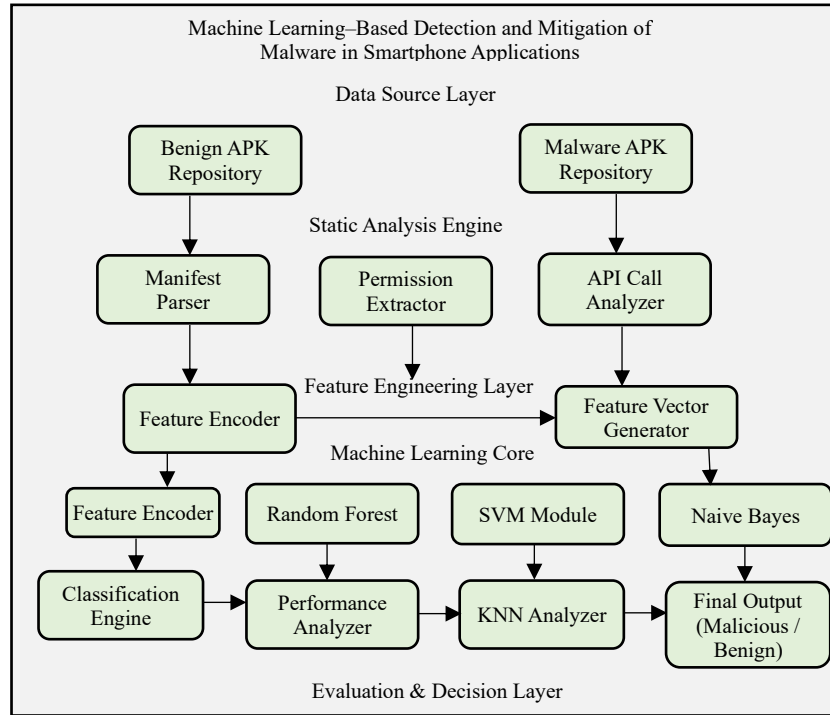 Machine Learning–Based Detection and Mitigation of
Malware in Smartphone Applications
Data Source Layer
Benign APK
Repository
Malware APK
Repository
Static Analysis Engine
Manifest
Parser
Permission
Extractor
API Call
Analyzer
Feature Engineering Layer
Feature Encoder
Feature Vector
Generator
Machine Learning Core
Feature Encoder
Random Forest
SVM Module
Naive Bayes
Classification
Engine
Performance
Analyzer
KNN Analyzer
Final Output
(Malicious /
Benign)
Evaluation & Decision Layer